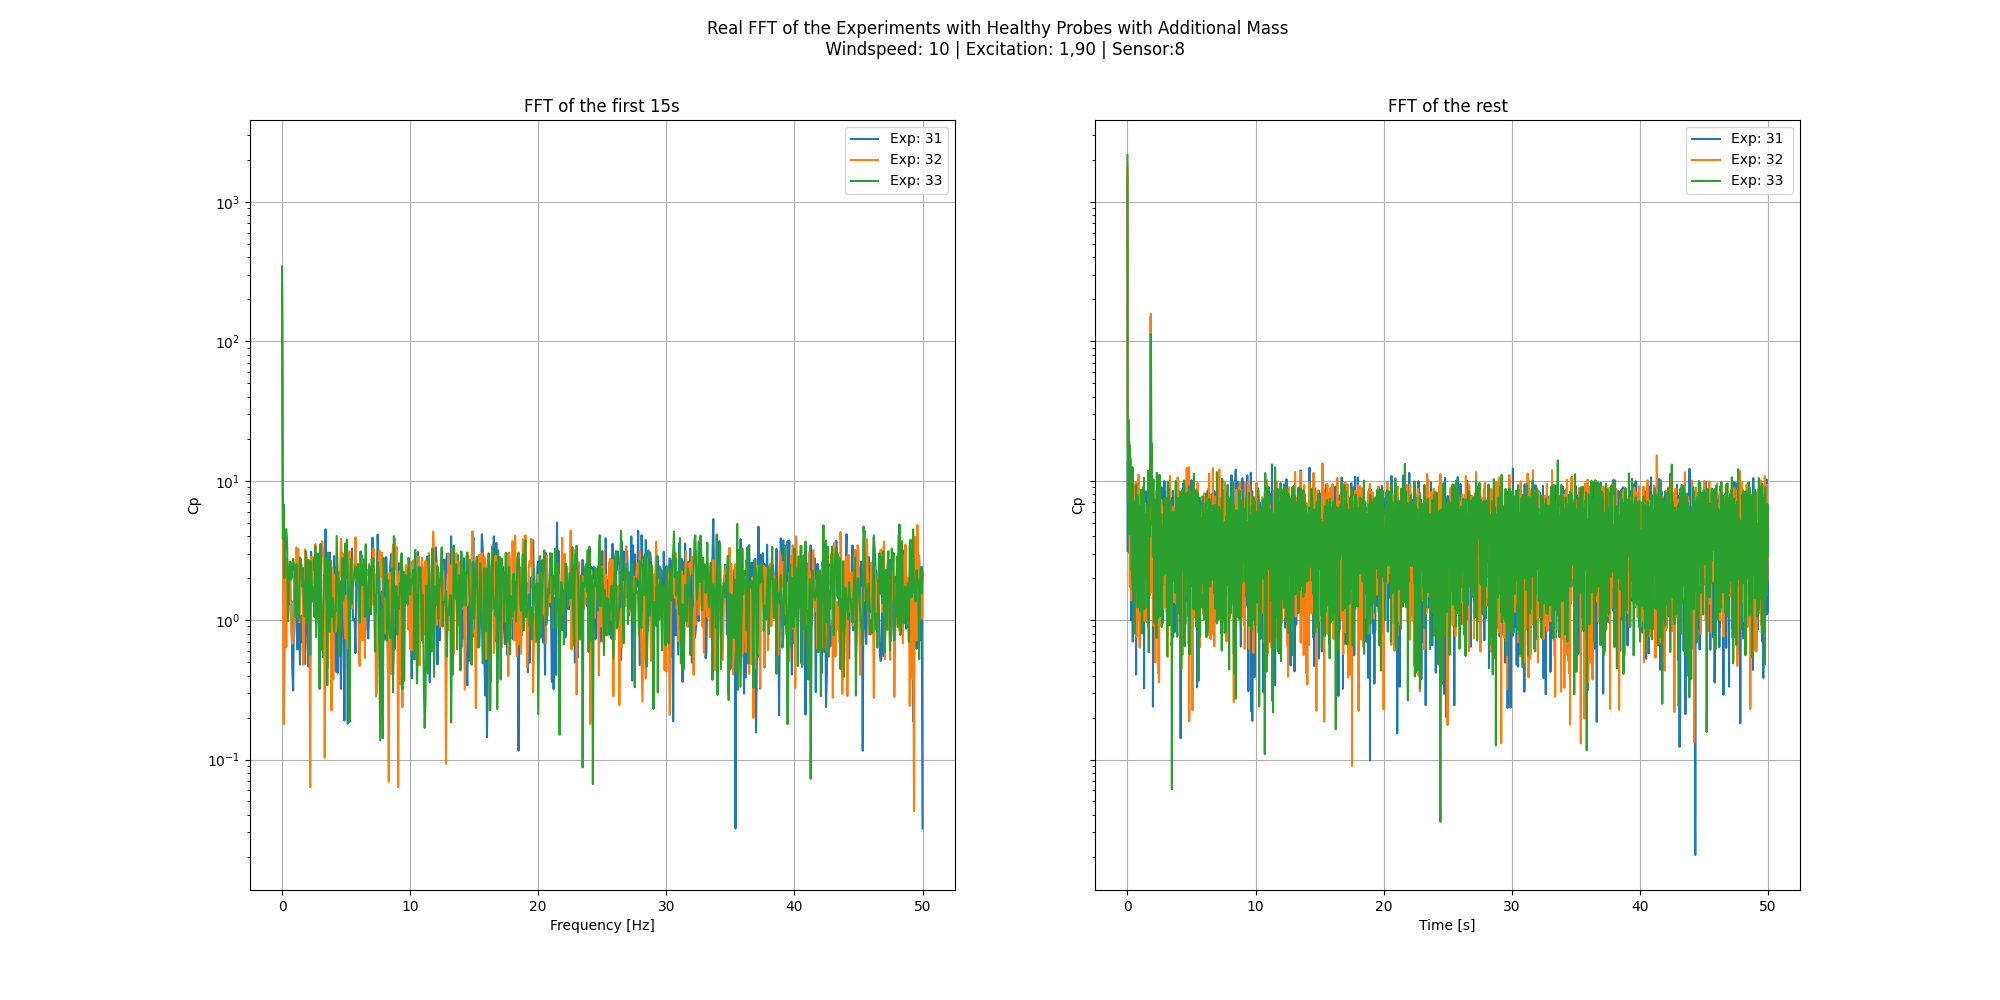 Real FFT of the Experiments with Healthy Probes with Additional Mass
Windspeed: 10 | Excitation: 1,90 | Sensor:8
FFT of the first 15s
Exp: 31
Exp: 32
Exp: 33
10³
10²
10¹
10⁰
10⁻¹
Cp
0 10 20 30 40 50
Frequency [Hz]
FFT of the rest
Exp: 31
Exp: 32
Exp: 33
Cp
0 10 20 30 40 50
Time [s]